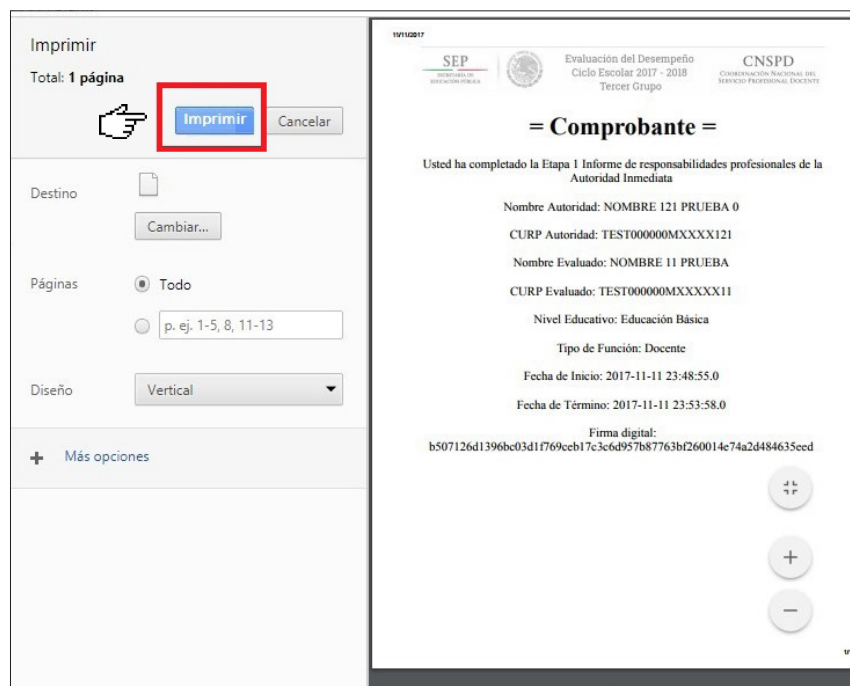 Imprimir
Total: 1 página
Imprimir
Cancelar
Destino
Cambiar...
Páginas
Todo
p. ej. 1-5, 8, 11-13
Diseño
Vertical
+ Más opciones
11/11/2017
SEP
SECRETARÍA DE
EDUCACIÓN PÚBLICA
Evaluación del Desempeño
Ciclo Escolar 2017 - 2018
Tercer Grupo
CNSPD
COORDINACIÓN NACIONAL DEL
SERVICIO PROFESIONAL DOCENTE
= Comprobante =
Usted ha completado la Etapa 1 Informe de responsabilidades profesionales de la
Autoridad Inmediata
Nombre Autoridad: NOMBRE 121 PRUEBA 0
CURP Autoridad: TEST000000MXXXX121
Nombre Evaluado: NOMBRE 11 PRUEBA
CURP Evaluado: TEST000000MXXXXX11
Nivel Educativo: Educación Básica
Tipo de Función: Docente
Fecha de Inicio: 2017-11-11 23:48:55.0
Fecha de Término: 2017-11-11 23:53:58.0
Firma digital:
b507126d1396bc03d1f769ceb17c3c6d957b87763bf260014e74a2d484635eed
+
−